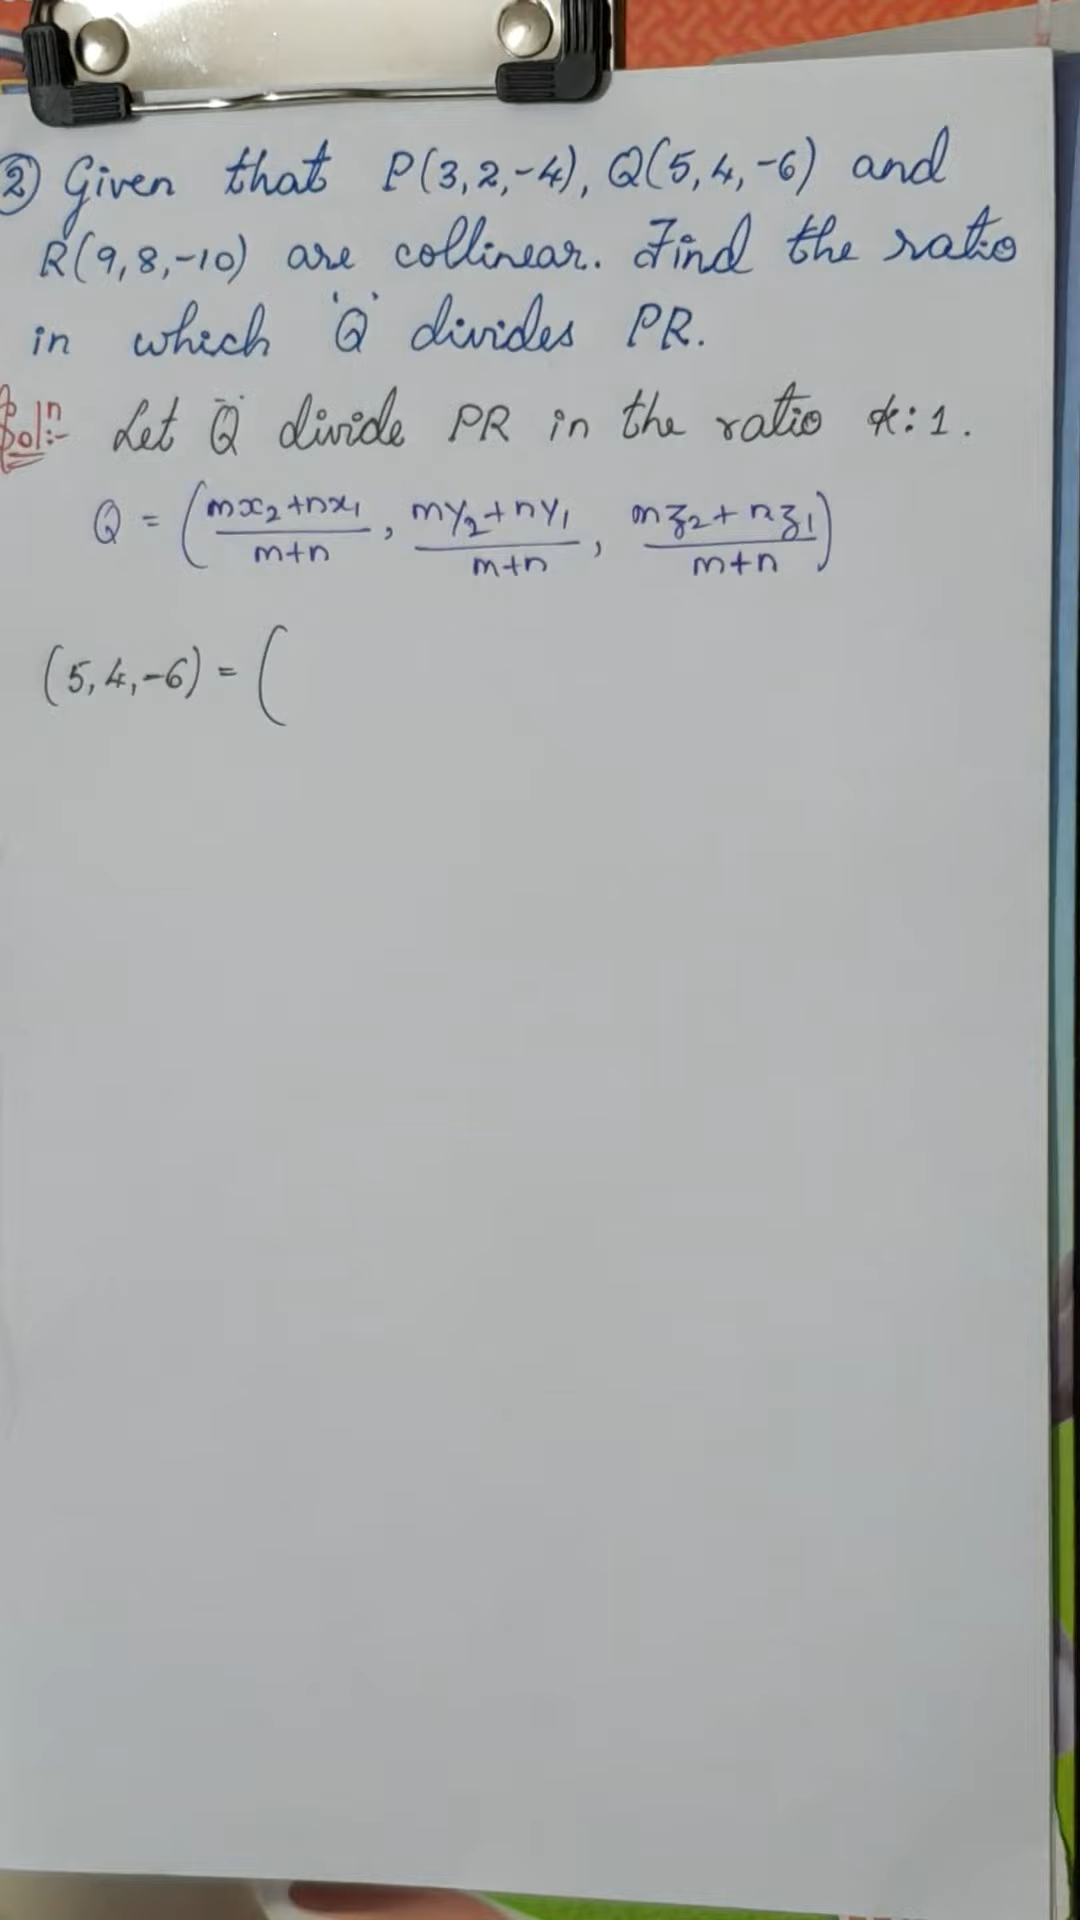 ② Given that P(3,2,-4), Q(5,4,-6) and
R(9,8,-10) are collinear. Find the ratio
in which 'Q' divides PR.
Soln:- Let Q divide PR in the ratio k:1.
Q = (mx₂+nx₁/m+n, my₂+ny₁/m+n, mz₂+nz₁/m+n)
(5,4,-6) = (